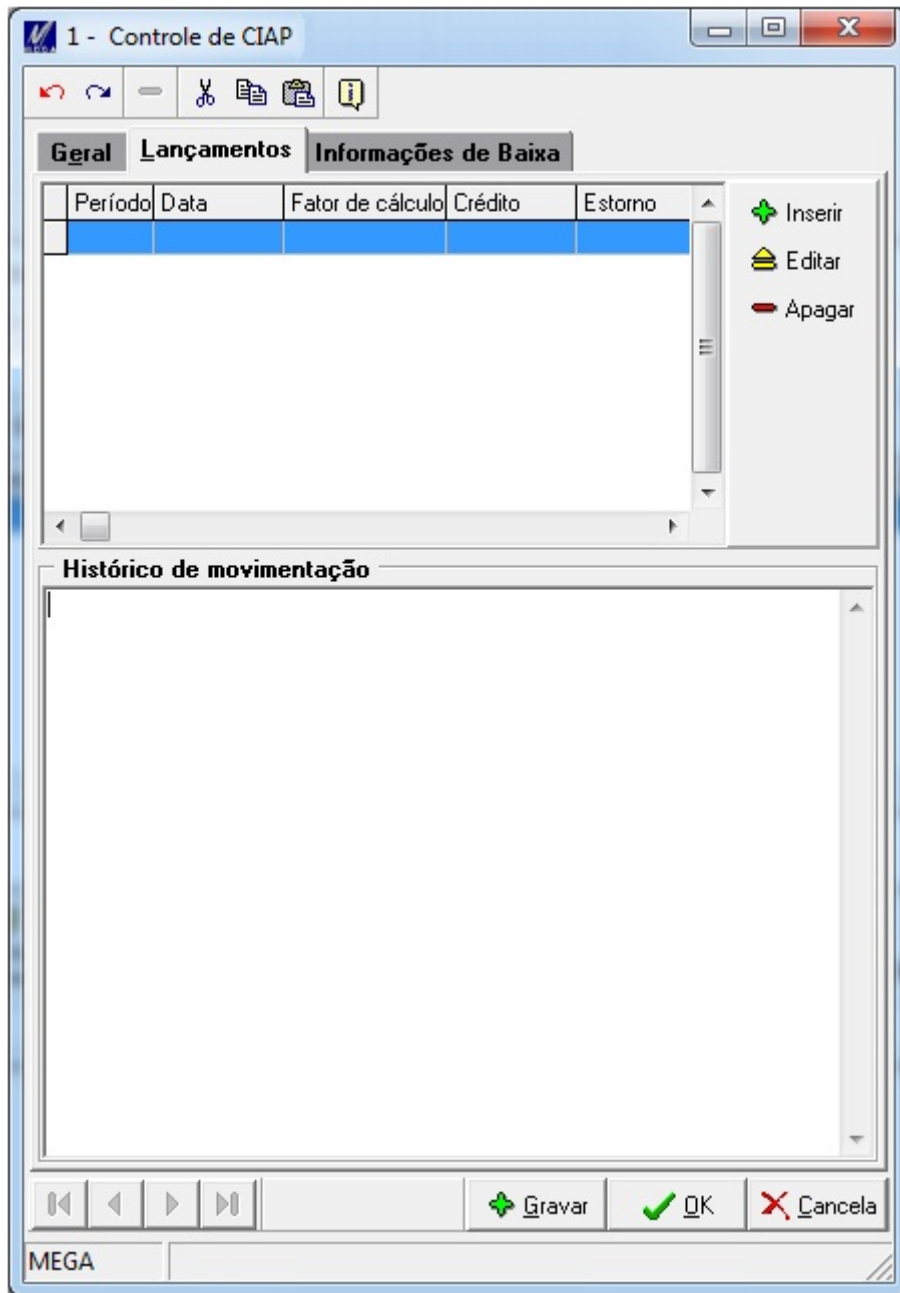 1 - Controle de CIAP
Geral Lançamentos Informações de Baixa
Período Data Fator de cálculo Crédito Estorno
Inserir
Editar
Apagar
Histórico de movimentação
Gravar OK Cancela
MEGA